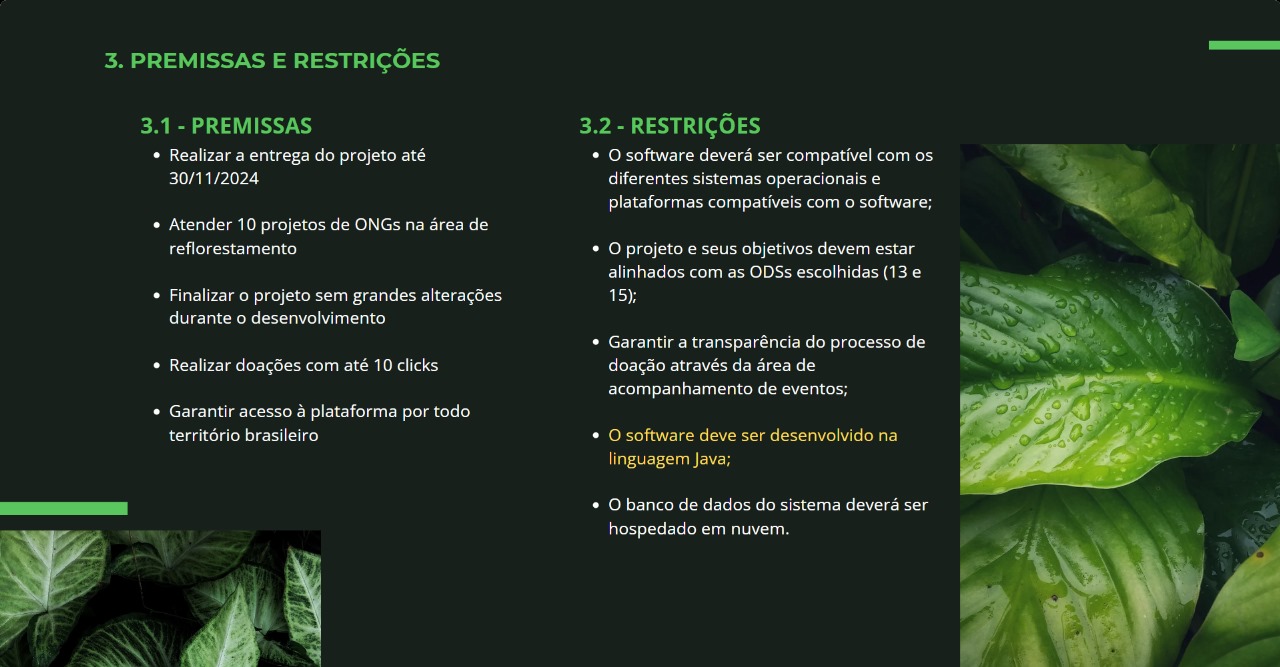 3. PREMISSAS E RESTRIÇÕES
3.1 - PREMISSAS
• Realizar a entrega do projeto até
30/11/2024
• Atender 10 projetos de ONGs na área de
reflorestamento
• Finalizar o projeto sem grandes alterações
durante o desenvolvimento
• Realizar doações com até 10 clicks
• Garantir acesso à plataforma por todo
território brasileiro
3.2 - RESTRIÇÕES
• O software deverá ser compatível com os
diferentes sistemas operacionais e
plataformas compatíveis com o software;
• O projeto e seus objetivos devem estar
alinhados com as ODSs escolhidas (13 e
15);
• Garantir a transparência do processo de
doação através da área de
acompanhamento de eventos;
• O software deve ser desenvolvido na
linguagem Java;
• O banco de dados do sistema deverá ser
hospedado em nuvem.